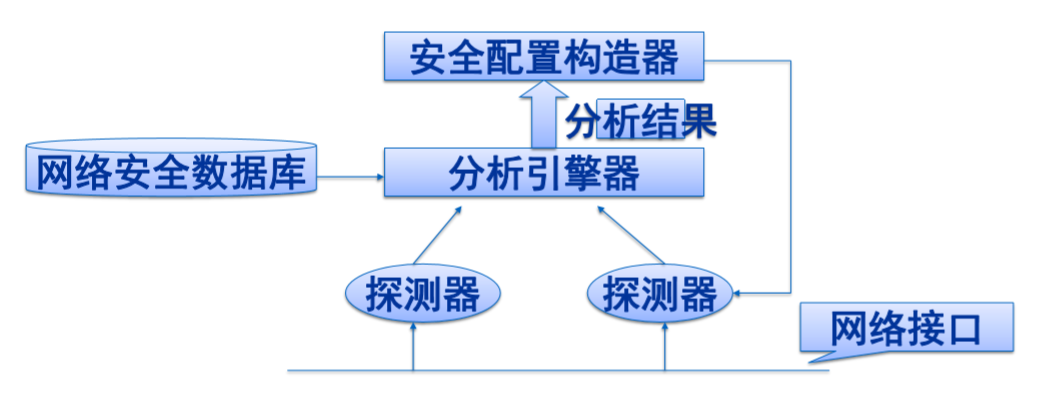 安全配置构造器
分析结果
网络安全数据库
分析引擎器
探测器
探测器
网络接口